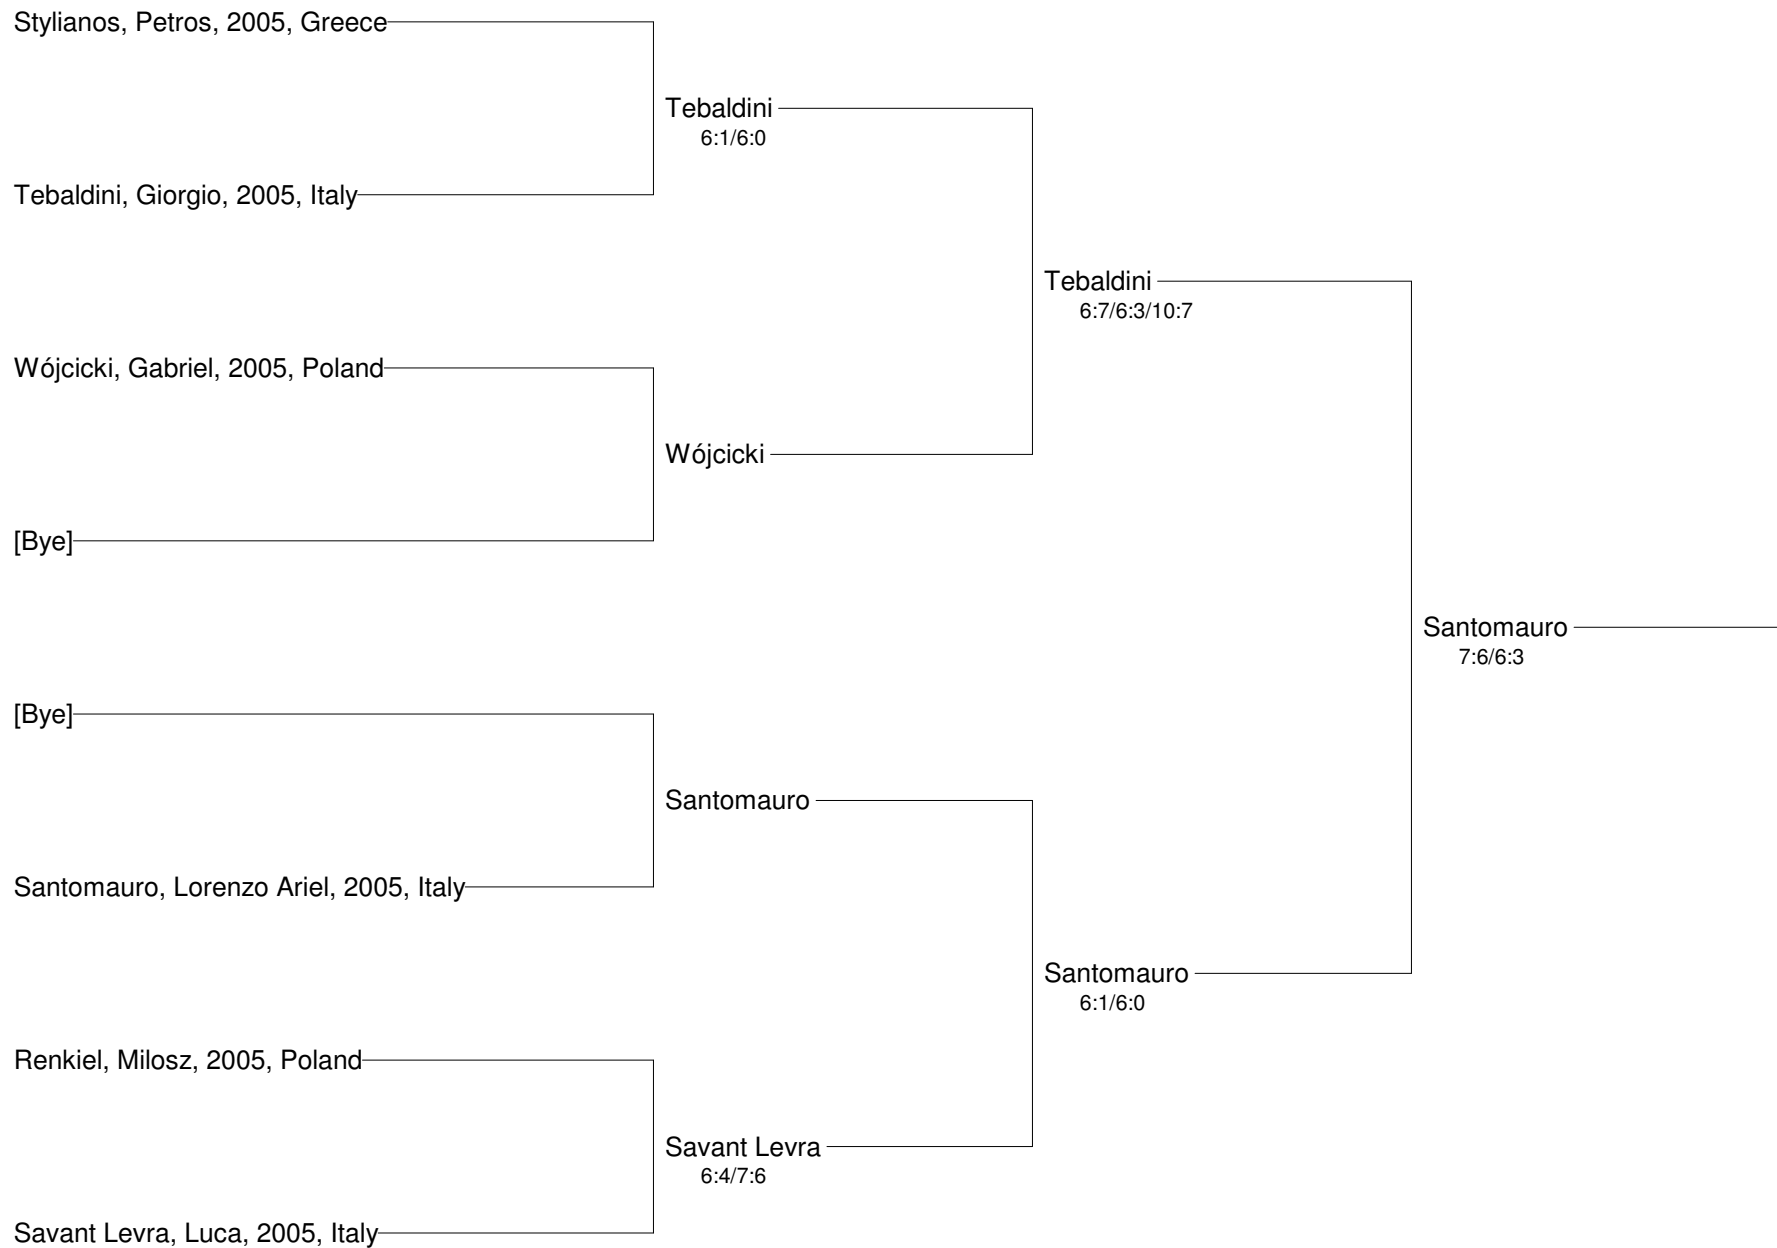 Stylianos, Petros, 2005, Greece
Tebaldini
6:1/6:0
Tebaldini, Giorgio, 2005, Italy
Tebaldini
6:7/6:3/10:7
Wójcicki, Gabriel, 2005, Poland
Wójcicki
[Bye]
Santomauro
7:6/6:3
[Bye]
Santomauro
Santomauro, Lorenzo Ariel, 2005, Italy
Santomauro
6:1/6:0
Renkiel, Milosz, 2005, Poland
Savant Levra
6:4/7:6
Savant Levra, Luca, 2005, Italy